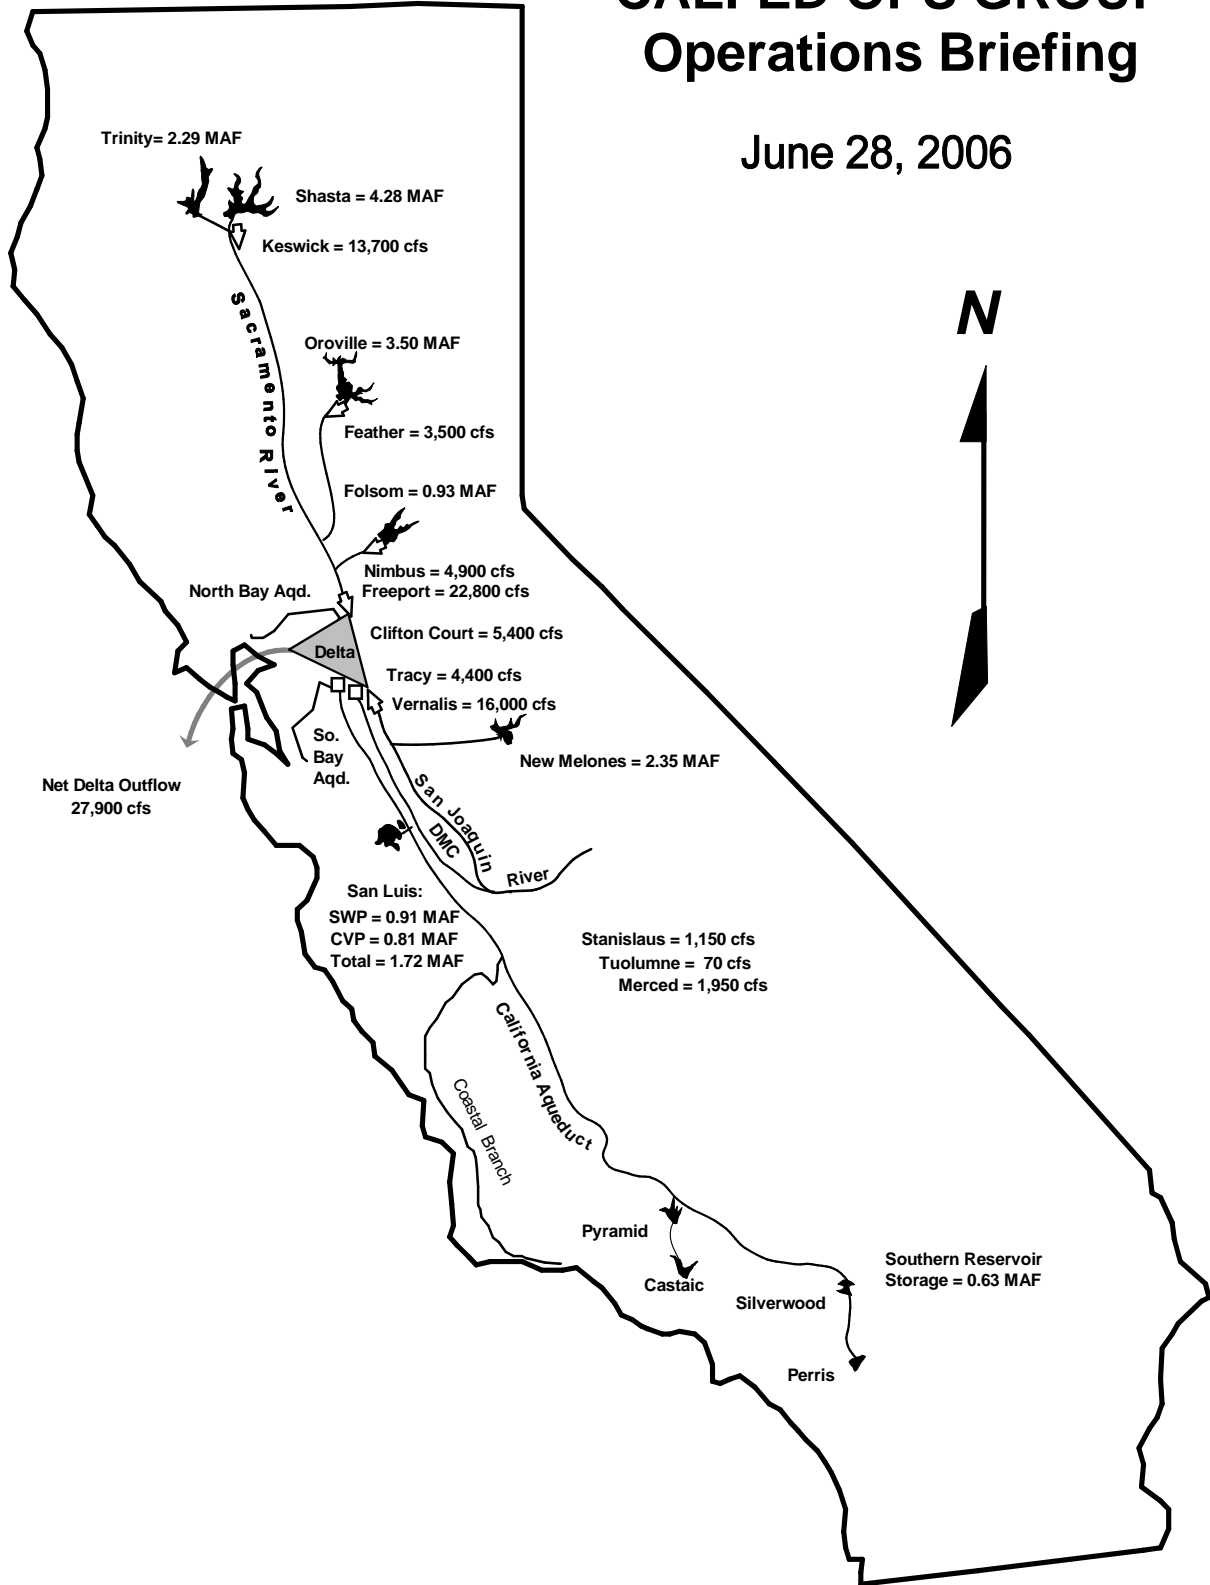 CALFED OPS GROUP
Operations Briefing
June 28, 2006
Trinity= 2.29 MAF
Shasta = 4.28 MAF
Keswick = 13,700 cfs
N
Sacramento River
Oroville = 3.50 MAF
Feather = 3,500 cfs
Folsom = 0.93 MAF
Nimbus = 4,900 cfs
North Bay Aqd.
Freeport = 22,800 cfs
Clifton Court = 5,400 cfs
Delta
Tracy = 4,400 cfs
Vernalis = 16,000 cfs
So.
Bay
Aqd.
New Melones = 2.35 MAF
Net Delta Outflow
27,900 cfs
San Joaquin
DMC
River
San Luis:
SWP = 0.91 MAF
CVP = 0.81 MAF
Total = 1.72 MAF
Stanislaus = 1,150 cfs
Tuolumne = 70 cfs
Merced = 1,950 cfs
California Aqueduct
Coastal Branch
Pyramid
Castaic
Silverwood
Southern Reservoir
Storage = 0.63 MAF
Perris